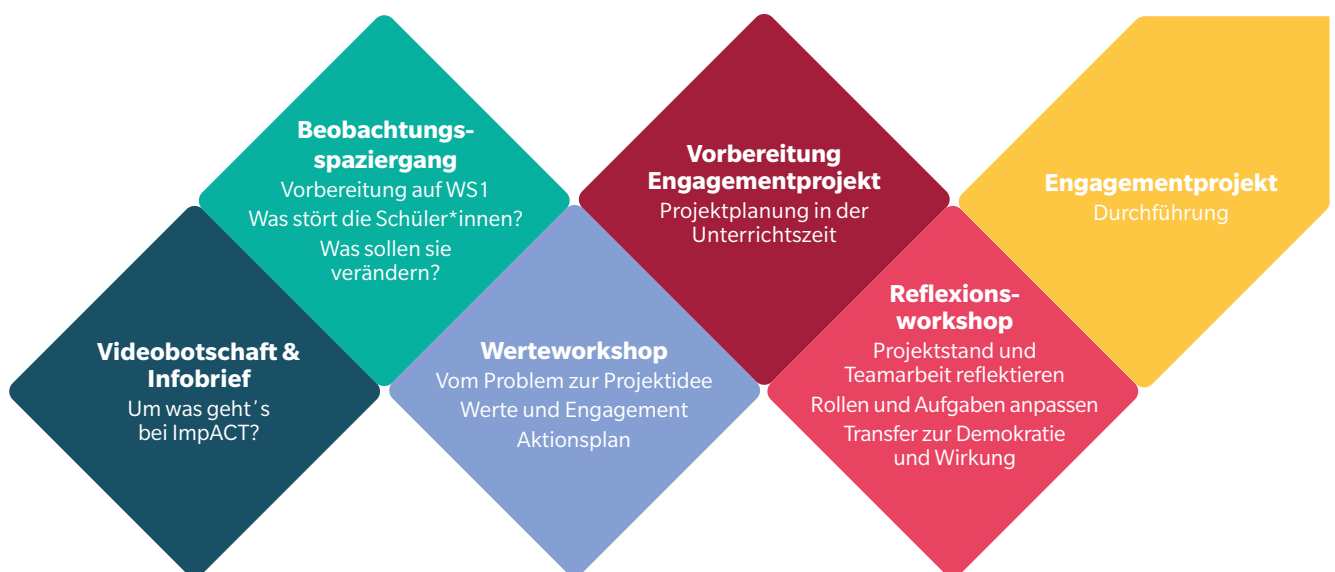 Videobotschaft &
Infobrief
Um was geht´s
bei ImpACT?
Beobachtungs-
spaziergang
Vorbereitung auf WS1
Was stört die Schüler*innen?
Was sollen sie
verändern?
Werteworkshop
Vom Problem zur Projektidee
Werte und Engagement
Aktionsplan
Vorbereitung
Engagementprojekt
Projektplanung in der
Unterrichtszeit
Reflexions-
workshop
Projektstand und
Teamarbeit reflektieren
Rollen und Aufgaben anpassen
Transfer zur Demokratie
und Wirkung
Engagementprojekt
Durchführung